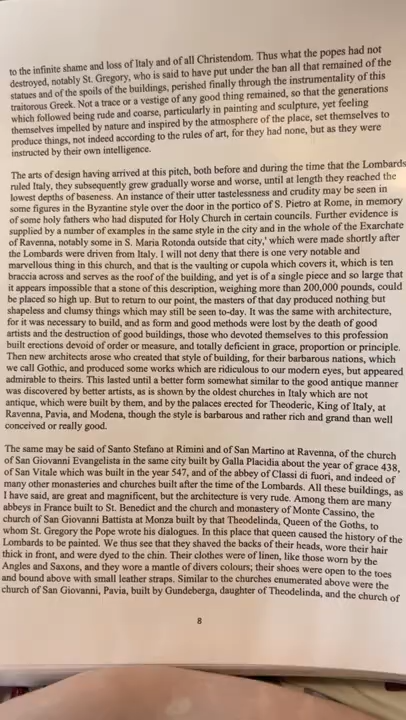 to the infinite shame and loss of Italy and of all Christendom. Thus what the popes had not
destroyed, notably St. Gregory, who is said to have put under the ban all that remained of the
statues and of the spoils of the buildings, perished finally through the instrumentality of this
traitorous Greek. Not a trace or a vestige of any good thing remained, so that the generations
which followed being rude and coarse, particularly in painting and sculpture, yet feeling
themselves impelled by nature and inspired by the atmosphere of the place, set themselves to
produce things, not indeed according to the rules of art, for they had none, but as they were
instructed by their own intelligence.
The arts of design having arrived at this pitch, both before and during the time that the Lombards
ruled Italy, they subsequently grew gradually worse and worse, until at length they reached the
lowest depths of baseness. An instance of their utter tastelessness and crudity may be seen in
some figures in the Byzantine style over the door in the portico of S. Pietro at Rome, in memory
of some holy fathers who had disputed for Holy Church in certain councils. Further evidence is
supplied by a number of examples in the same style in the city and in the whole of the Exarchate
of Ravenna, notably some in S. Maria Rotonda outside that city,' which were made shortly after
the Lombards were driven from Italy. I will not deny that there is one very notable and
marvellous thing in this church, and that is the vaulting or cupola which covers it, which is ten
braccia across and serves as the roof of the building, and yet is of a single piece and so large that
it appears impossible that a stone of this description, weighing more than 200,000 pounds, could
be placed so high up. But to return to our point, the masters of that day produced nothing but
shapeless and clumsy things which may still be seen to-day. It was the same with architecture,
for it was necessary to build, and as form and good methods were lost by the death of good
artists and the destruction of good buildings, those who devoted themselves to this profession
built erections devoid of order or measure, and totally deficient in grace, proportion or principle.
Then new architects arose who created that style of building, for their barbarous nations, which
we call Gothic, and produced some works which are ridiculous to our modern eyes, but appeared
admirable to theirs. This lasted until a better form somewhat similar to the good antique manner
was discovered by better artists, as is shown by the oldest churches in Italy which are not
antique, which were built by them, and by the palaces erected for Theoderic, King of Italy, at
Ravenna, Pavia, and Modena, though the style is barbarous and rather rich and grand than well
conceived or really good.
The same may be said of Santo Stefano at Rimini and of San Martino at Ravenna, of the church
of San Giovanni Evangelista in the same city built by Galla Placidia about the year of grace 438,
of San Vitale which was built in the year 547, and of the abbey of Classi di fuori, and indeed of
many other monasteries and churches built after the time of the Lombards. All these buildings, as
I have said, are great and magnificent, but the architecture is very rude. Among them are many
abbeys in France built to St. Benedict and the church and monastery of Monte Cassino, the
church of San Giovanni Battista at Monza built by that Theodelinda, Queen of the Goths, to
whom St. Gregory the Pope wrote his dialogues. In this place that queen caused the history of the
Lombards to be painted. We thus see that they shaved the backs of their heads, wore their hair
thick in front, and were dyed to the chin. Their clothes were of linen, like those worn by the
Angles and Saxons, and they wore a mantle of divers colours; their shoes were open to the toes
and bound above with small leather straps. Similar to the churches enumerated above were the
church of San Giovanni, Pavia, built by Gundeberga, daughter of Theodelinda, and the church of
8